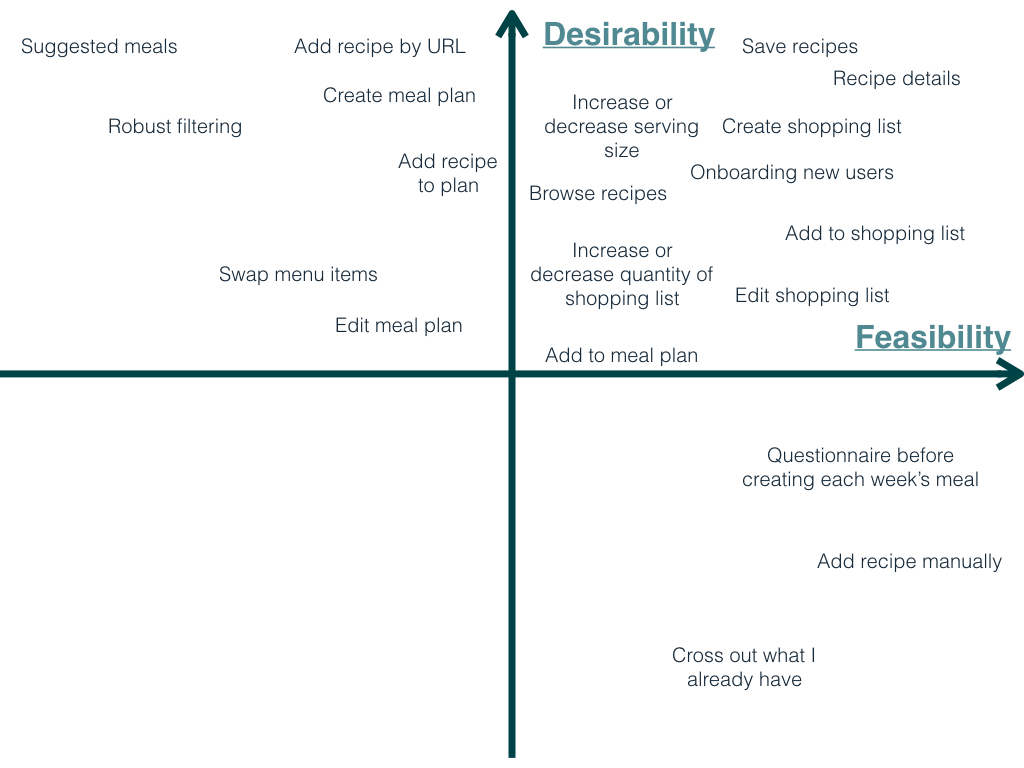 Desirability
Suggested meals
Add recipe by URL
Save recipes
Recipe details
Create meal plan
Robust filtering
Increase or
decrease serving
size
Create shopping list
Add recipe
to plan
Onboarding new users
Browse recipes
Add to shopping list
Swap menu items
Increase or
decrease quantity of
shopping list
Edit shopping list
Edit meal plan
Feasibility
Add to meal plan
Questionnaire before
creating each week’s meal
Add recipe manually
Cross out what I
already have